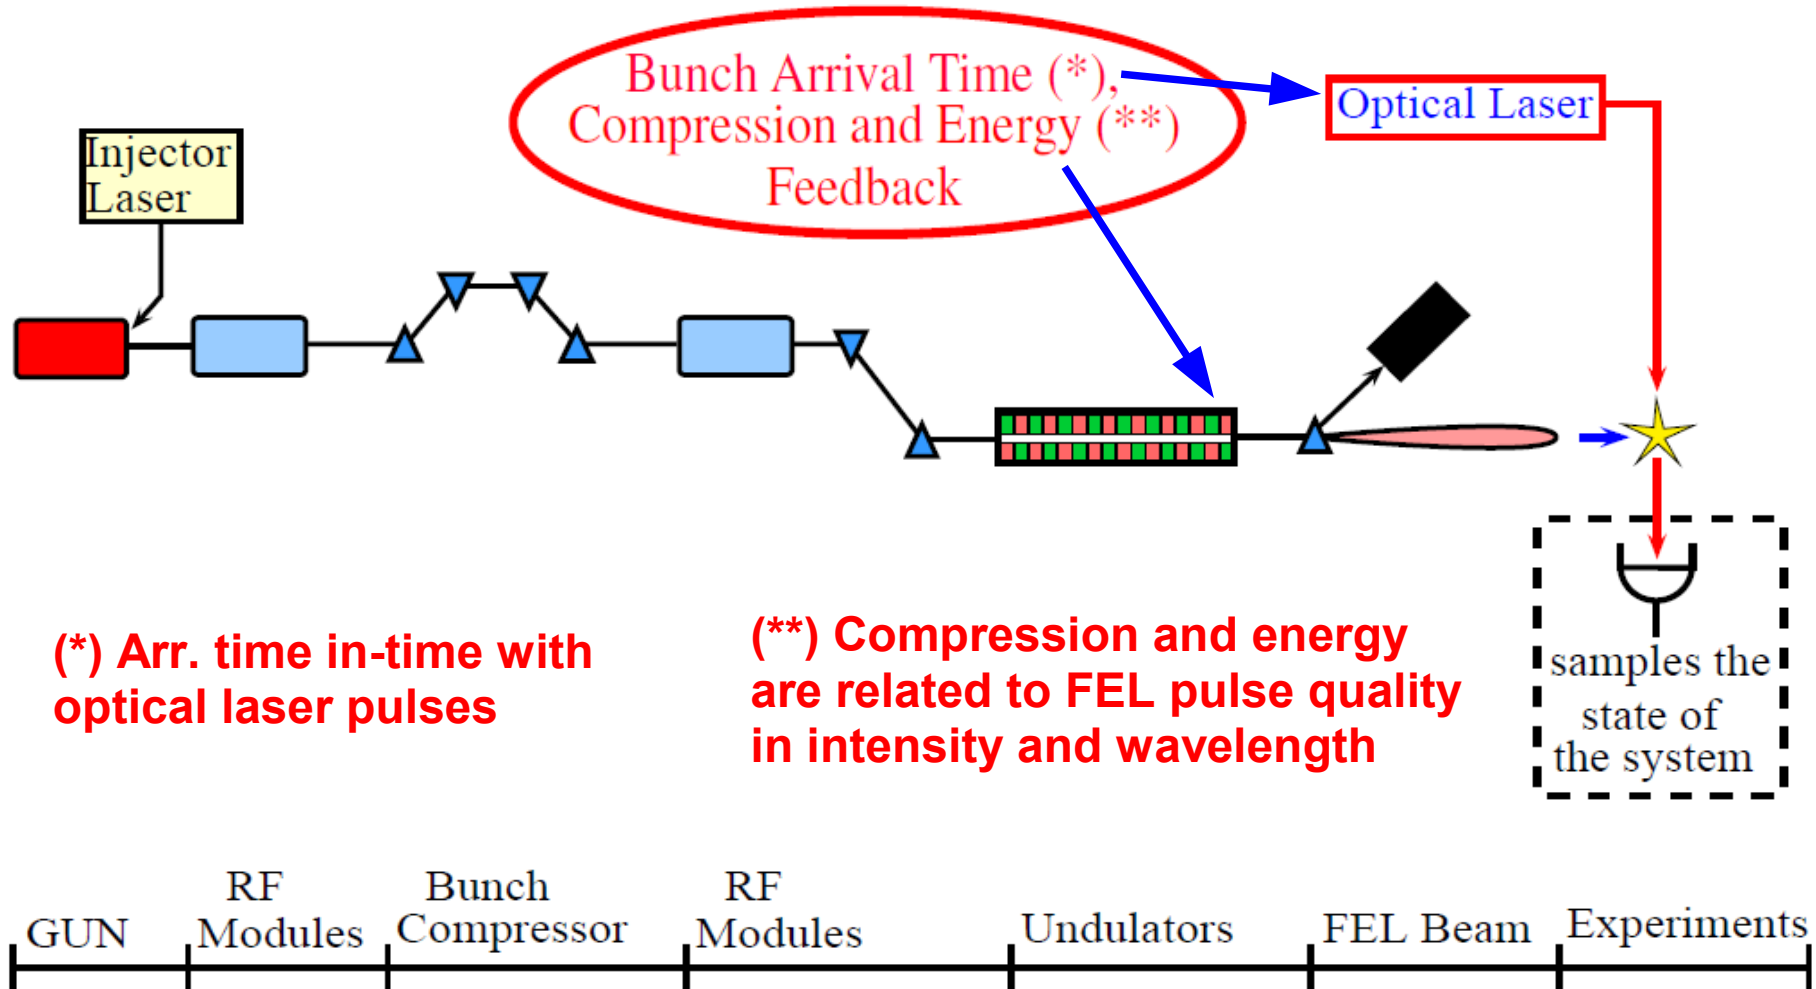 Bunch Arrival Time (*),
Compression and Energy (**)
Feedback
Optical Laser
Injector
Laser
(*) Arr. time in-time with
optical laser pulses
(**) Compression and energy
are related to FEL pulse quality
in intensity and wavelength
samples the
state of
the system
GUN
RF
Modules
Bunch
Compressor
RF
Modules
Undulators
FEL Beam
Experiments